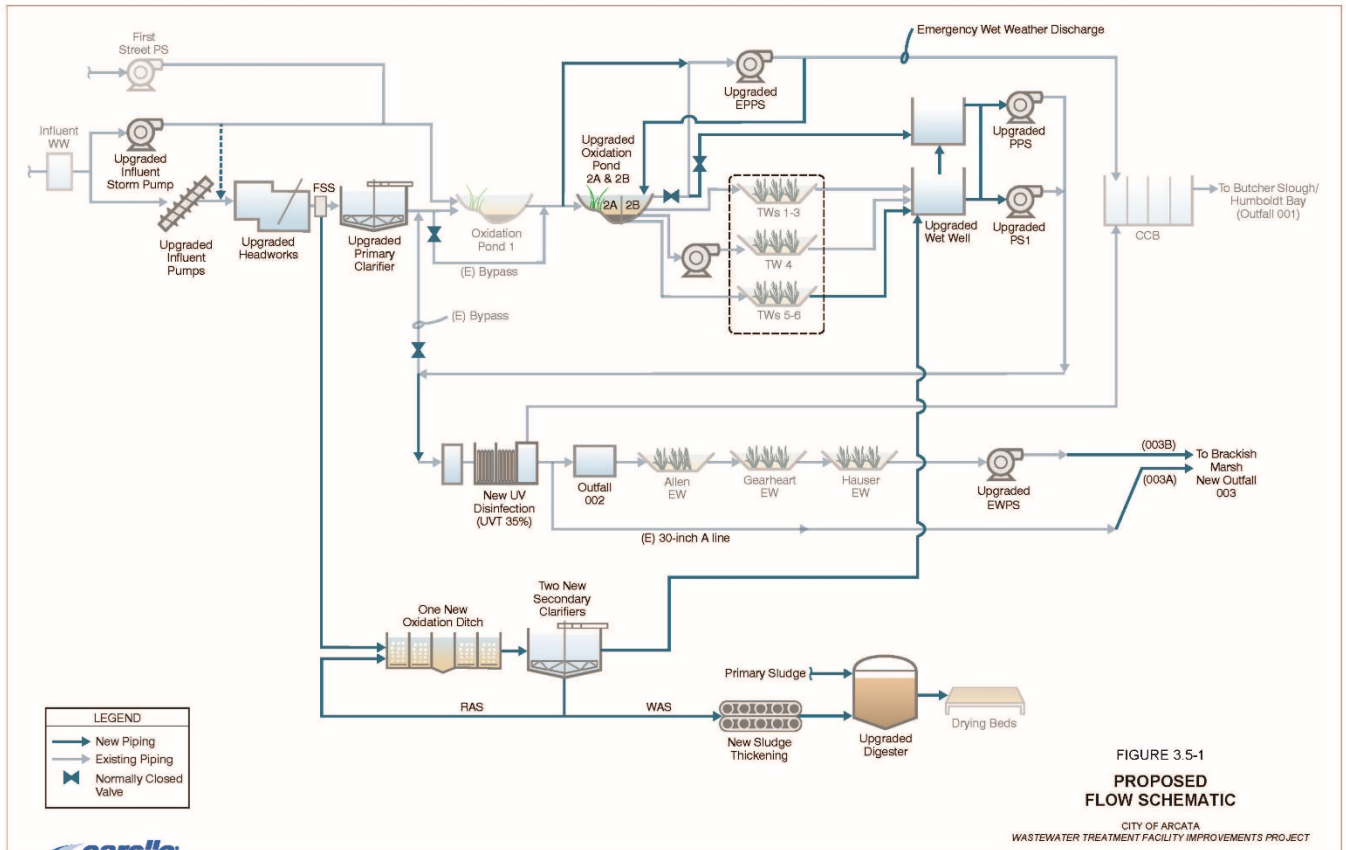 First
Street PS
Emergency Wet Weather Discharge
Upgraded
EPPS
Influent
WW
Upgraded
Influent
Storm Pump
Upgraded
Oxidation
Pond
2A & 2B
Upgraded
PPS
FSS
2A
2B
TWs 1-3
To Butcher Slough/
Humboldt Bay
(Outfall 001)
Upgraded
Influent
Pumps
Upgraded
Headworks
Upgraded
Primary
Clarifier
Oxidation
Pond 1
(E) Bypass
TW 4
Upgraded
Wet Well
Upgraded
PS1
CCB
TWs 5-6
(E) Bypass
New UV
Disinfection
(UVT 35%)
Outfall
002
Allen
EW
Gearheart
EW
Hauser
EW
Upgraded
EWPS
(003B)
(003A)
To Brackish
Marsh
New Outfall
003
(E) 30-inch A line
One New
Oxidation Ditch
Two New
Secondary
Clarifiers
Primary Sludge
RAS
WAS
New Sludge
Thickening
Upgraded
Digester
Drying Beds
LEGEND
New Piping
Existing Piping
Normally Closed
Valve
FIGURE 3.5-1
PROPOSED
FLOW SCHEMATIC
CITY OF ARCATA
WASTEWATER TREATMENT FACILITY IMPROVEMENTS PROJECT